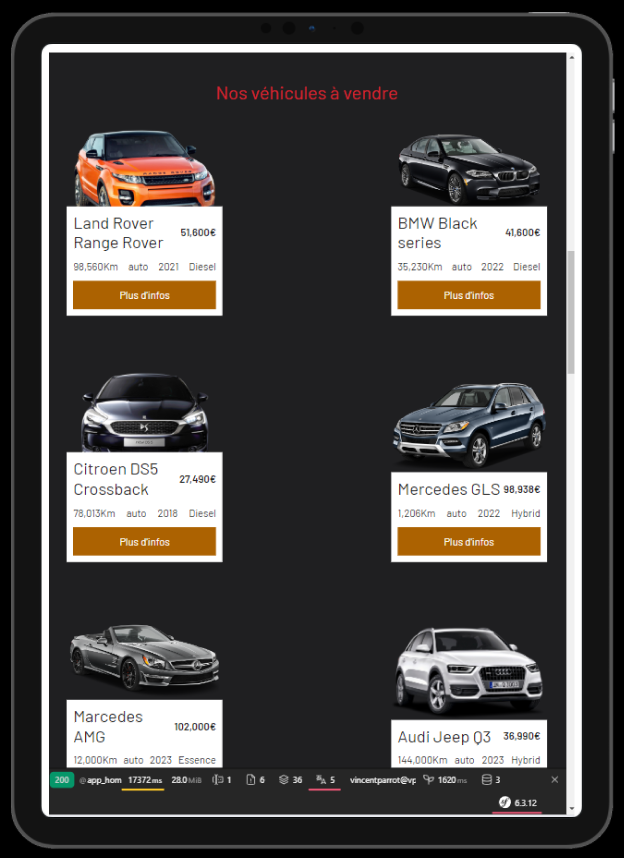 Nos véhicules à vendre
Land Rover
Range Rover
51,600€
98,560Km auto 2021 Diesel
Plus d'infos
BMW Black
series
41,600€
35,230Km auto 2022 Diesel
Plus d'infos
Citroen DS5
Crossback
27,490€
78,013Km auto 2018 Diesel
Plus d'infos
Mercedes GLS 98,938€
1,206Km auto 2022 Hybrid
Plus d'infos
Marcedes
AMG
102,000€
12,000Km auto 2023 Essence
Audi Jeep Q3 36,990€
144,000Km auto 2023 Hybrid
200 @app_hom 17372 ms 28.0 MiB 1 6 36 5 vincentparrot@vp 1620 ms 3
6.3.12